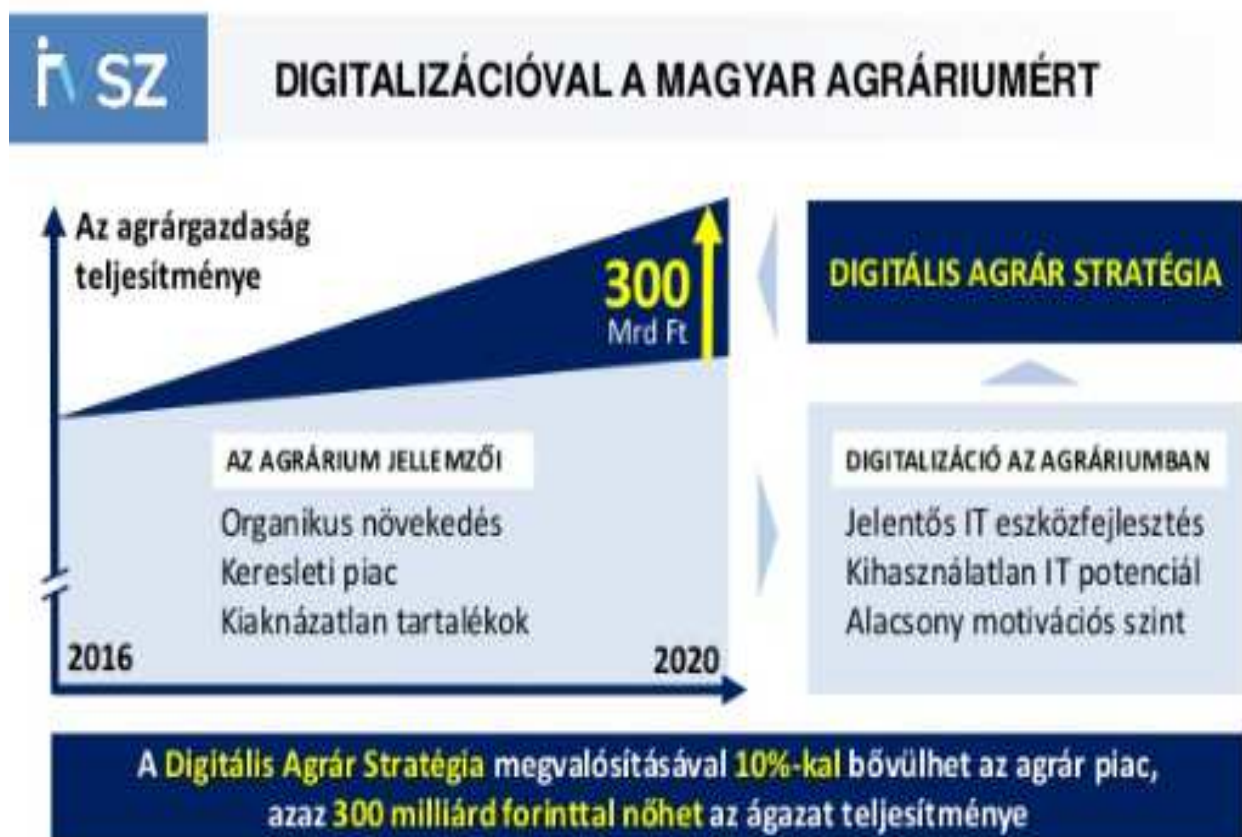 iVSZ
DIGITALIZÁCIÓVAL A MAGYAR AGRÁRIUMÉRT
Az agrárgazdaság
teljesítménye
300
Mrd Ft
DIGITÁLIS AGRÁR STRATÉGIA
AZ AGRÁRIUM JELLEMZŐI
Organikus növekedés
Keresleti piac
Kiaknázatlan tartalékok
2016
2020
DIGITALIZÁCIÓ AZ AGRÁRIUMBAN
Jelentős IT eszközfejlesztés
Kihasználatlan IT potenciál
Alacsony motivációs szint
A Digitális Agrár Stratégia megvalósításával 10%-kal bővülhet az agrár piac,
azaz 300 milliárd forinttal nőhet az ágazat teljesítménye